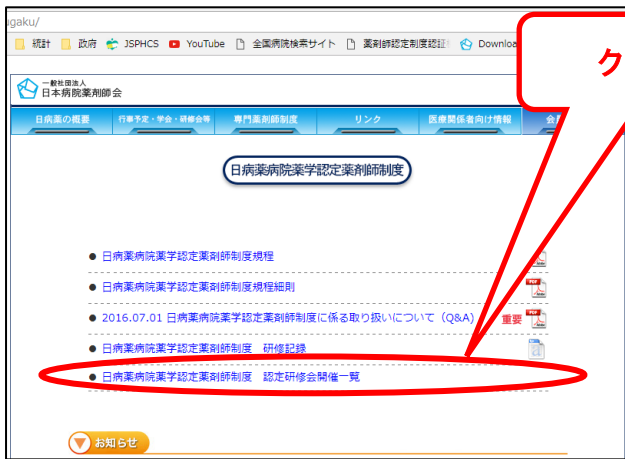 ugaku/
統計 政府 JSPHCS YouTube 全国病院検索サイト 薬剤師認定制度認証 Downloa
ク
一般社団法人
日本病院薬剤師会
日病薬の概要 行事予定・学会・研修会等 専門薬剤師制度 リンク 医療関係者向け情報 会
日病薬病院薬学認定薬剤師制度
● 日病薬病院薬学認定薬剤師制度規程
● 日病薬病院薬学認定薬剤師制度規程細則
● 2016.07.01 日病薬病院薬学認定薬剤師制度に係る取り扱いについて（Q&A） 重要
● 日病薬病院薬学認定薬剤師制度 研修記録
● 日病薬病院薬学認定薬剤師制度 認定研修会開催一覧
お知らせ